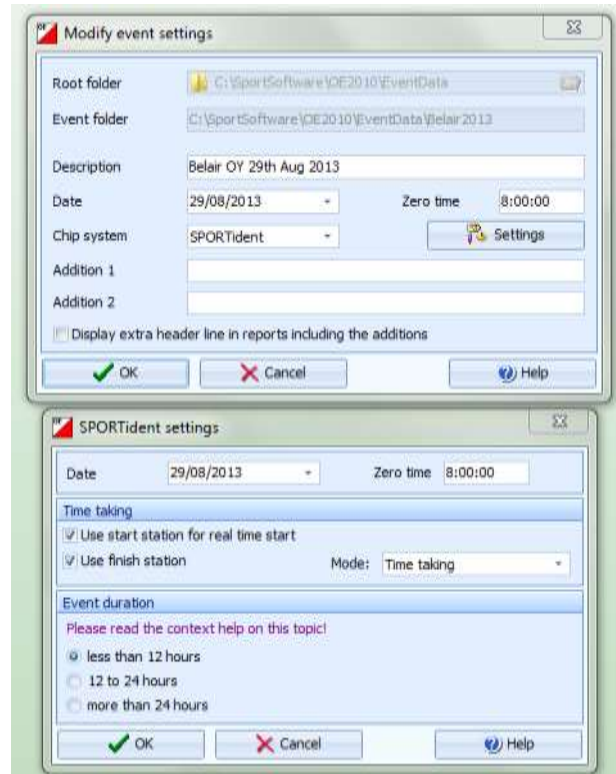 Modify event settings
Root folder C:\SportSoftware\OE2010\EventData
Event folder C:\SportSoftware\OE2010\EventData\Belair2013
Description Belair OY 29th Aug 2013
Date 29/08/2013 Zero time 8:00:00
Chip system SPORTident Settings
Addition 1
Addition 2
Display extra header line in reports including the additions
OK Cancel Help
SPORTident settings
Date 29/08/2013 Zero time 8:00:00
Time taking
Use start station for real time start
Use finish station Mode: Time taking
Event duration
Please read the context help on this topic!
less than 12 hours
12 to 24 hours
more than 24 hours
OK Cancel Help